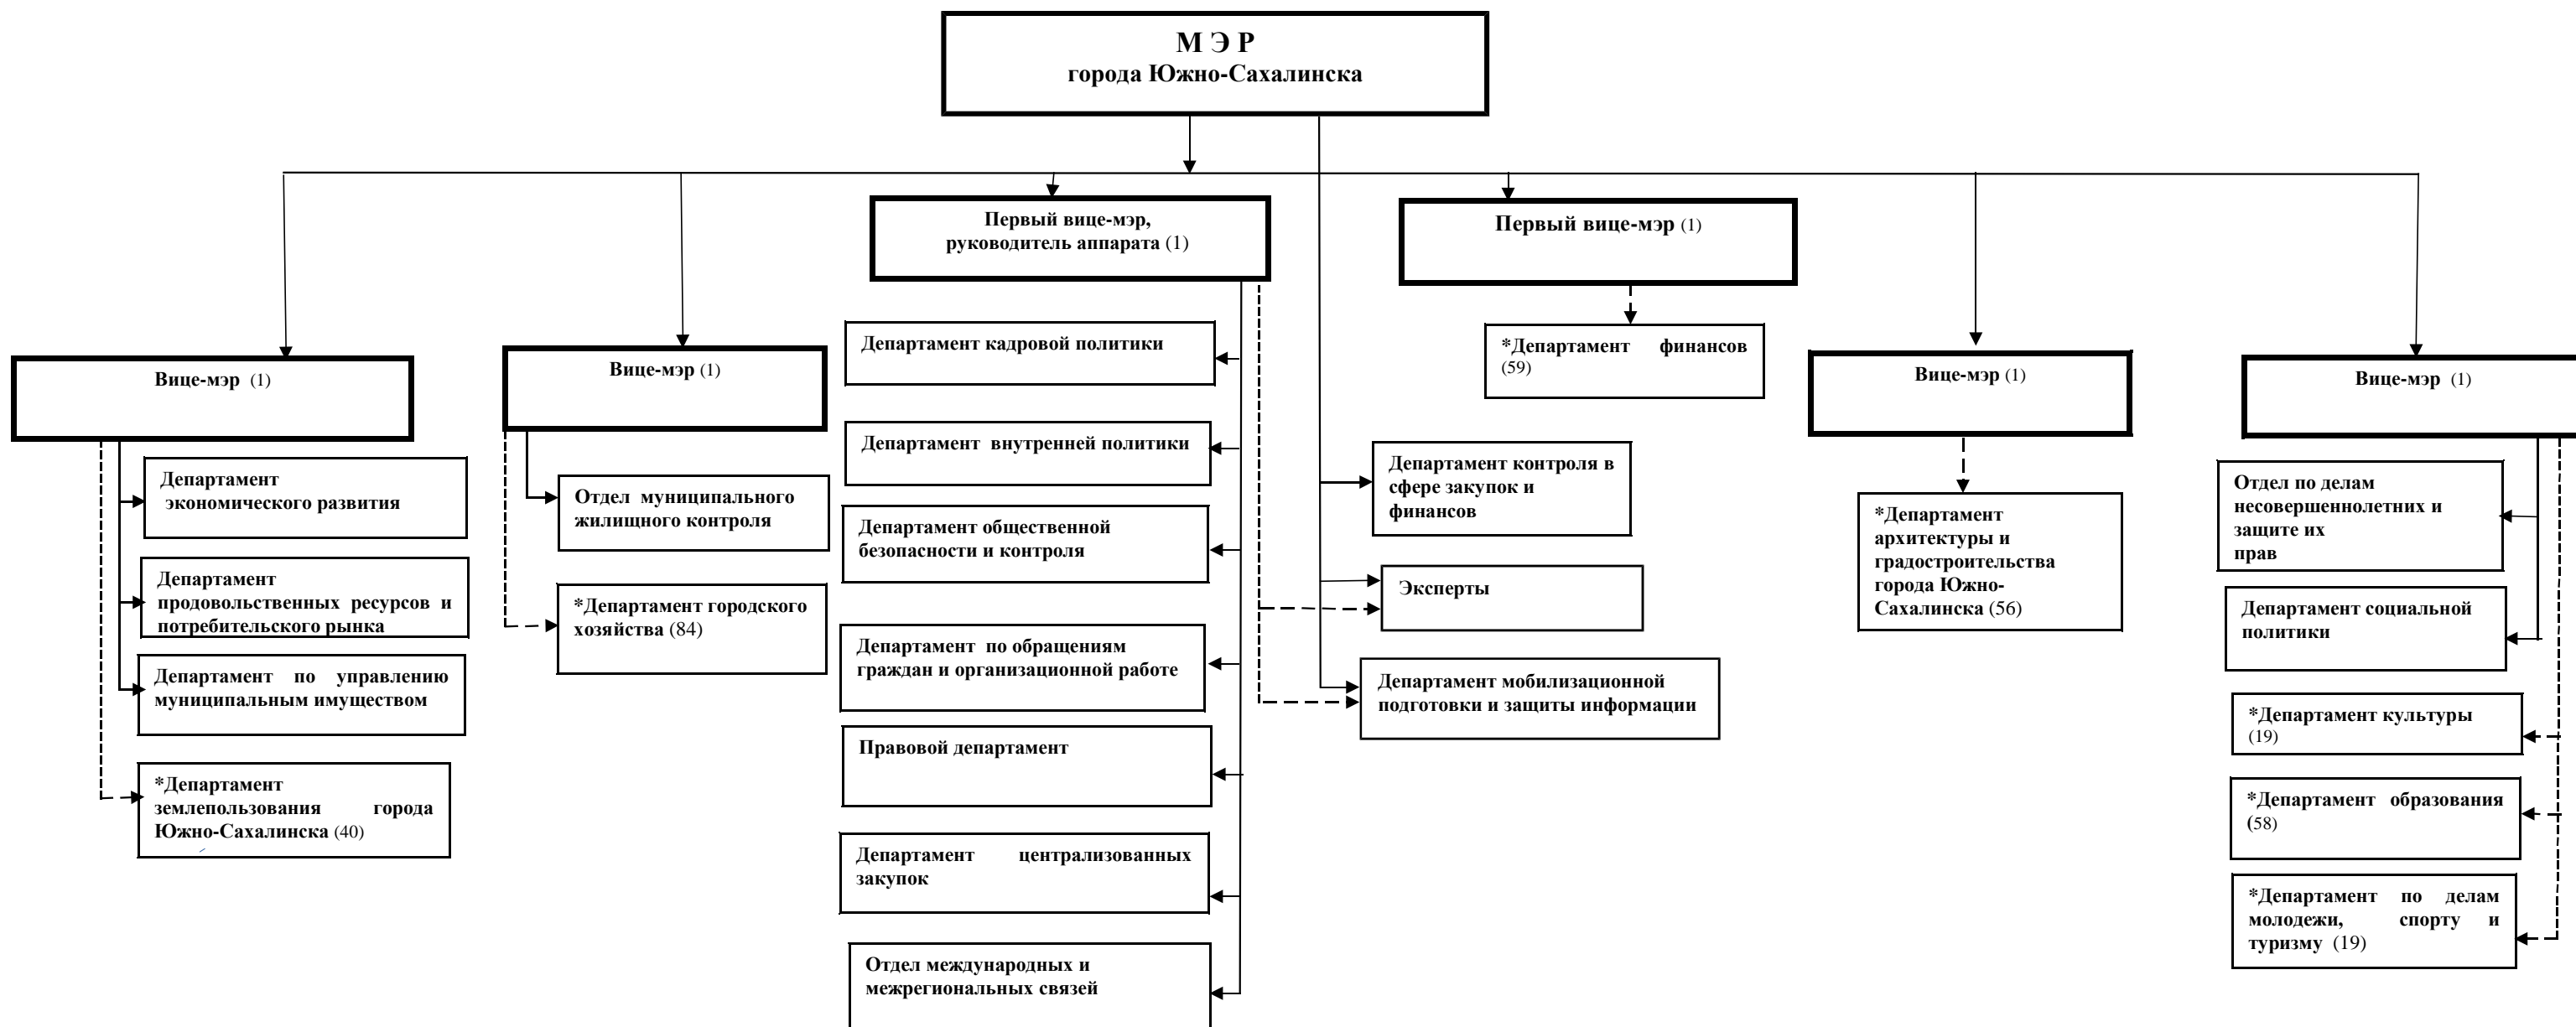 М Э Р
города Южно-Сахалинска
Первый вице-мэр,
руководитель аппарата (1)
Первый вице-мэр (1)
Вице-мэр (1)
Вице-мэр (1)
Вице-мэр (1)
Вице-мэр (1)
Департамент
экономического развития
Департамент
продовольственных ресурсов и
потребительского рынка
Департамент по управлению
муниципальным имуществом
*Департамент
землепользования города
Южно-Сахалинска (40)
Отдел муниципального
жилищного контроля
*Департамент городского
хозяйства (84)
Департамент кадровой политики
Департамент внутренней политики
Департамент общественной
безопасности и контроля
Департамент по обращениям
граждан и организационной работе
Правовой департамент
Департамент централизованных
закупок
Отдел международных и
межрегиональных связей
*Департамент финансов
(59)
Департамент контроля в
сфере закупок и
финансов
Эксперты
Департамент мобилизационной
подготовки и защиты информации
*Департамент
архитектуры и
градостроительства
города Южно-
Сахалинска (56)
Отдел по делам
несовершеннолетних и
защите их
прав
Департамент социальной
политики
*Департамент культуры
(19)
*Департамент образования
(58)
*Департамент по делам
молодежи, спорту и
туризму (19)